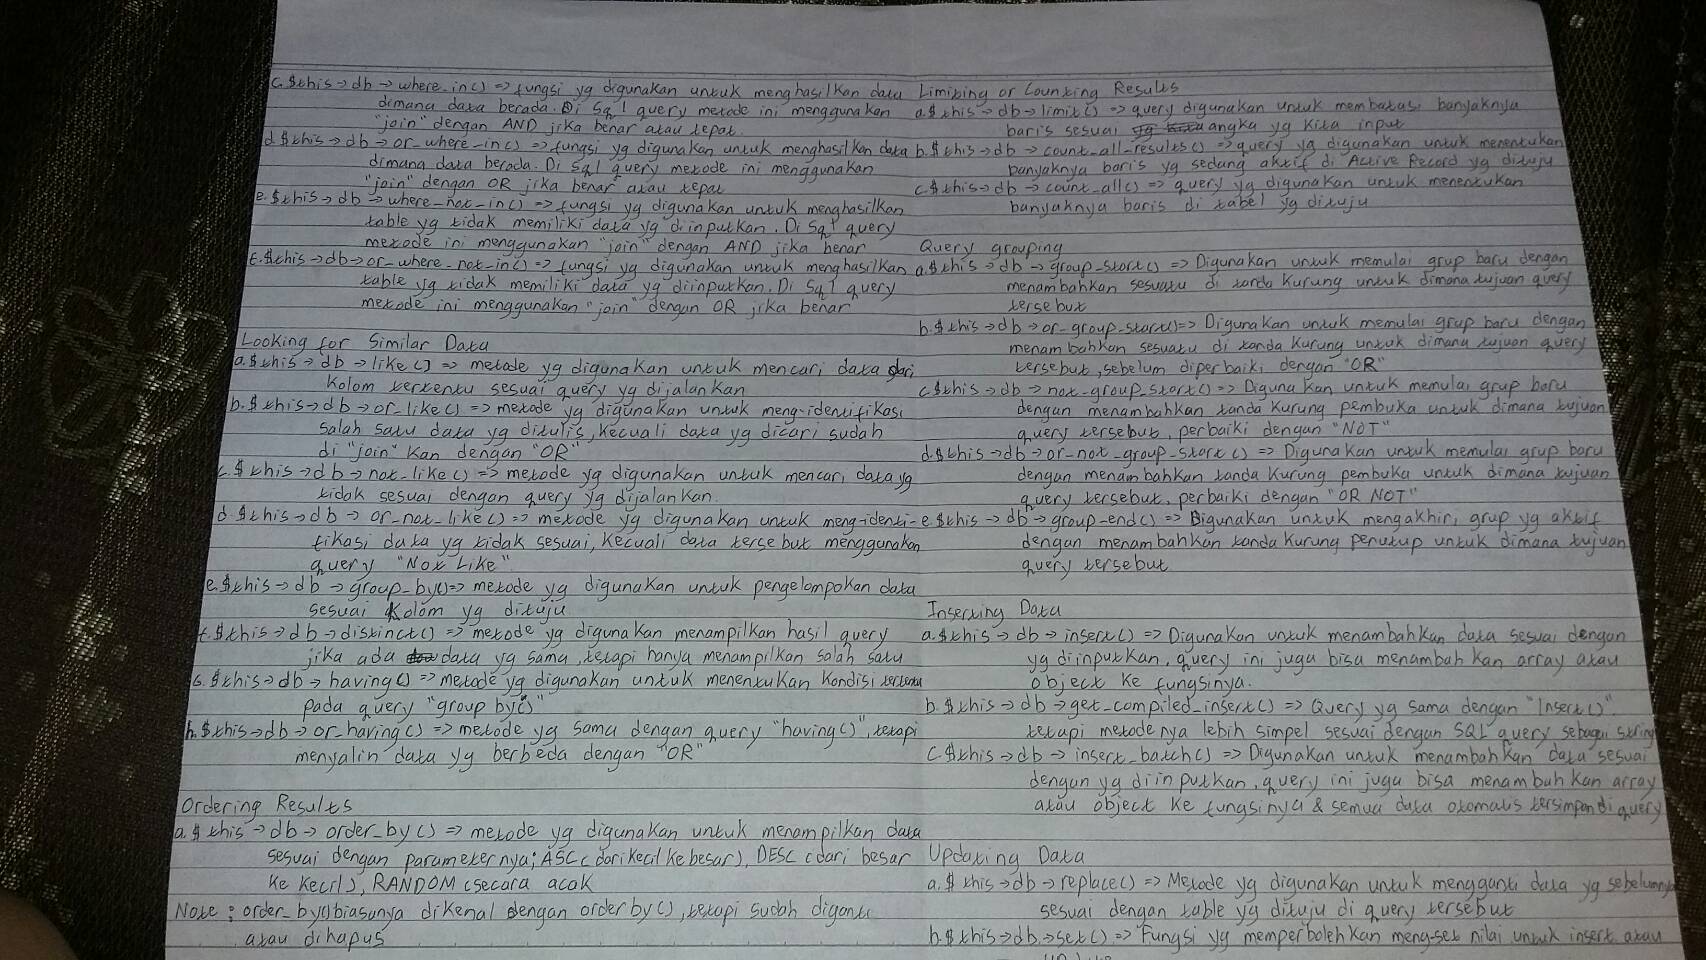 c. $this→db→where_in() => fungsi yg digunakan untuk menghasilkan data
dimana data berada. Di Sql query metode ini menggunakan
"join" dengan AND jika benar atau tepat.
d. $this→db→or_where_in() => fungsi yg digunakan untuk menghasilkan data
dimana data berada. Di Sql query metode ini menggunakan
"join" dengan OR jika benar atau tepat
e. $this→db→where_not_in() => fungsi yg digunakan untuk menghasilkan
table yg tidak memiliki data yg diinputkan. Di Sql query
metode ini menggunakan "join" dengan AND jika benar
f. $this→db→or_where_not_in() => fungsi yg digunakan untuk menghasilkan
table yg tidak memiliki data yg diinputkan. Di Sql query
metode ini menggunakan "join" dengan OR jika benar
Looking for Similar Data
a. $this→db→like() => metode yg digunakan untuk mencari data dari
kolom tertentu sesuai query yg dijalankan
b. $this→db→or_like() => metode yg digunakan untuk meng-identifikasi
salah satu data yg ditulis, kecuali data yg dicari sudah
di "join" kan dengan "OR"
c. $this→db→not_like() => metode yg digunakan untuk mencari data yg
tidak sesuai dengan query yg dijalankan.
d. $this→db→or_not_like() => metode yg digunakan untuk meng-identi-
fikasi data yg tidak sesuai, kecuali data tersebut menggunakan
query "Not Like".
e. $this→db→group_by() => metode yg digunakan untuk pengelompokan data
sesuai kolom yg dituju
f. $this→db→distinct() => metode yg digunakan menampilkan hasil query
jika ada data yg sama, tetapi hanya menampilkan salah satu
G. $this→db→having() => metode yg digunakan untuk menentukan kondisi tertentu
pada query "group by()"
h. $this→db→or_having() => metode yg sama dengan query "having()", tetapi
menyalin data yg berbeda dengan "OR"
Ordering Results
a. $this→db→order_by() => metode yg digunakan untuk menampilkan data
sesuai dengan parameternya; ASC (dari kecil ke besar), DESC (dari besar
ke kecil), RANDOM (secara acak
Note : order_by() biasanya dikenal dengan orderby(), tetapi sudah diganti
atau dihapus
Limiting or Counting Results
a. $this→db→limit() => query digunakan untuk membatasi banyaknya
baris sesuai angka yg kita input
b. $this→db→count_all_results() => query yg digunakan untuk menentukan
banyaknya baris yg sedang aktif di Active Record yg dituju
c. $this→db→count_all() => query yg digunakan untuk menentukan
banyaknya baris di tabel yg dituju
Query grouping
a. $this→db→group_start() => Digunakan untuk memulai grup baru dengan
menambahkan sesuatu di tanda kurung untuk dimana tujuan query
tersebut
b. $this→db→or_group_start() => Digunakan untuk memulai grup baru dengan
menambahkan sesuatu di tanda kurung untuk dimana tujuan query
tersebut, sebelum diperbaiki dengan "OR"
c. $this→db→not_group_start() => Digunakan untuk memulai grup baru
dengan menambahkan tanda kurung pembuka untuk dimana tujuan
query tersebut, perbaiki dengan "NOT"
d. $this→db→or_not_group_start() => Digunakan untuk memulai grup baru
dengan menambahkan tanda kurung pembuka untuk dimana tujuan
query tersebut, perbaiki dengan "OR NOT"
e. $this→db→group_end() => Digunakan untuk mengakhiri grup yg aktif
dengan menambahkan tanda kurung penutup untuk dimana tujuan
query tersebut
Inserting Data
a. $this→db→insert() => Digunakan untuk menambahkan data sesuai dengan
yg diinputkan, query ini juga bisa menambahkan array atau
object ke fungsinya.
b. $this→db→get_compiled_insert() => Query yg sama dengan "Insert()"
tetapi metodenya lebih simpel sesuai dengan SQL query sebagai string
c. $this→db→insert_batch() => Digunakan untuk menambahkan data sesuai
dengan yg diinputkan, query ini juga bisa menambahkan array
atau object ke fungsinya & semua data otomatis tersimpan di query
Updating Data
a. $this→db→replace() => Metode yg digunakan untuk mengganti data yg sebelumnya
sesuai dengan table yg dituju di query tersebut
b. $this→db→set() => Fungsi yg memperbolehkan meng-set nilai untuk insert atau